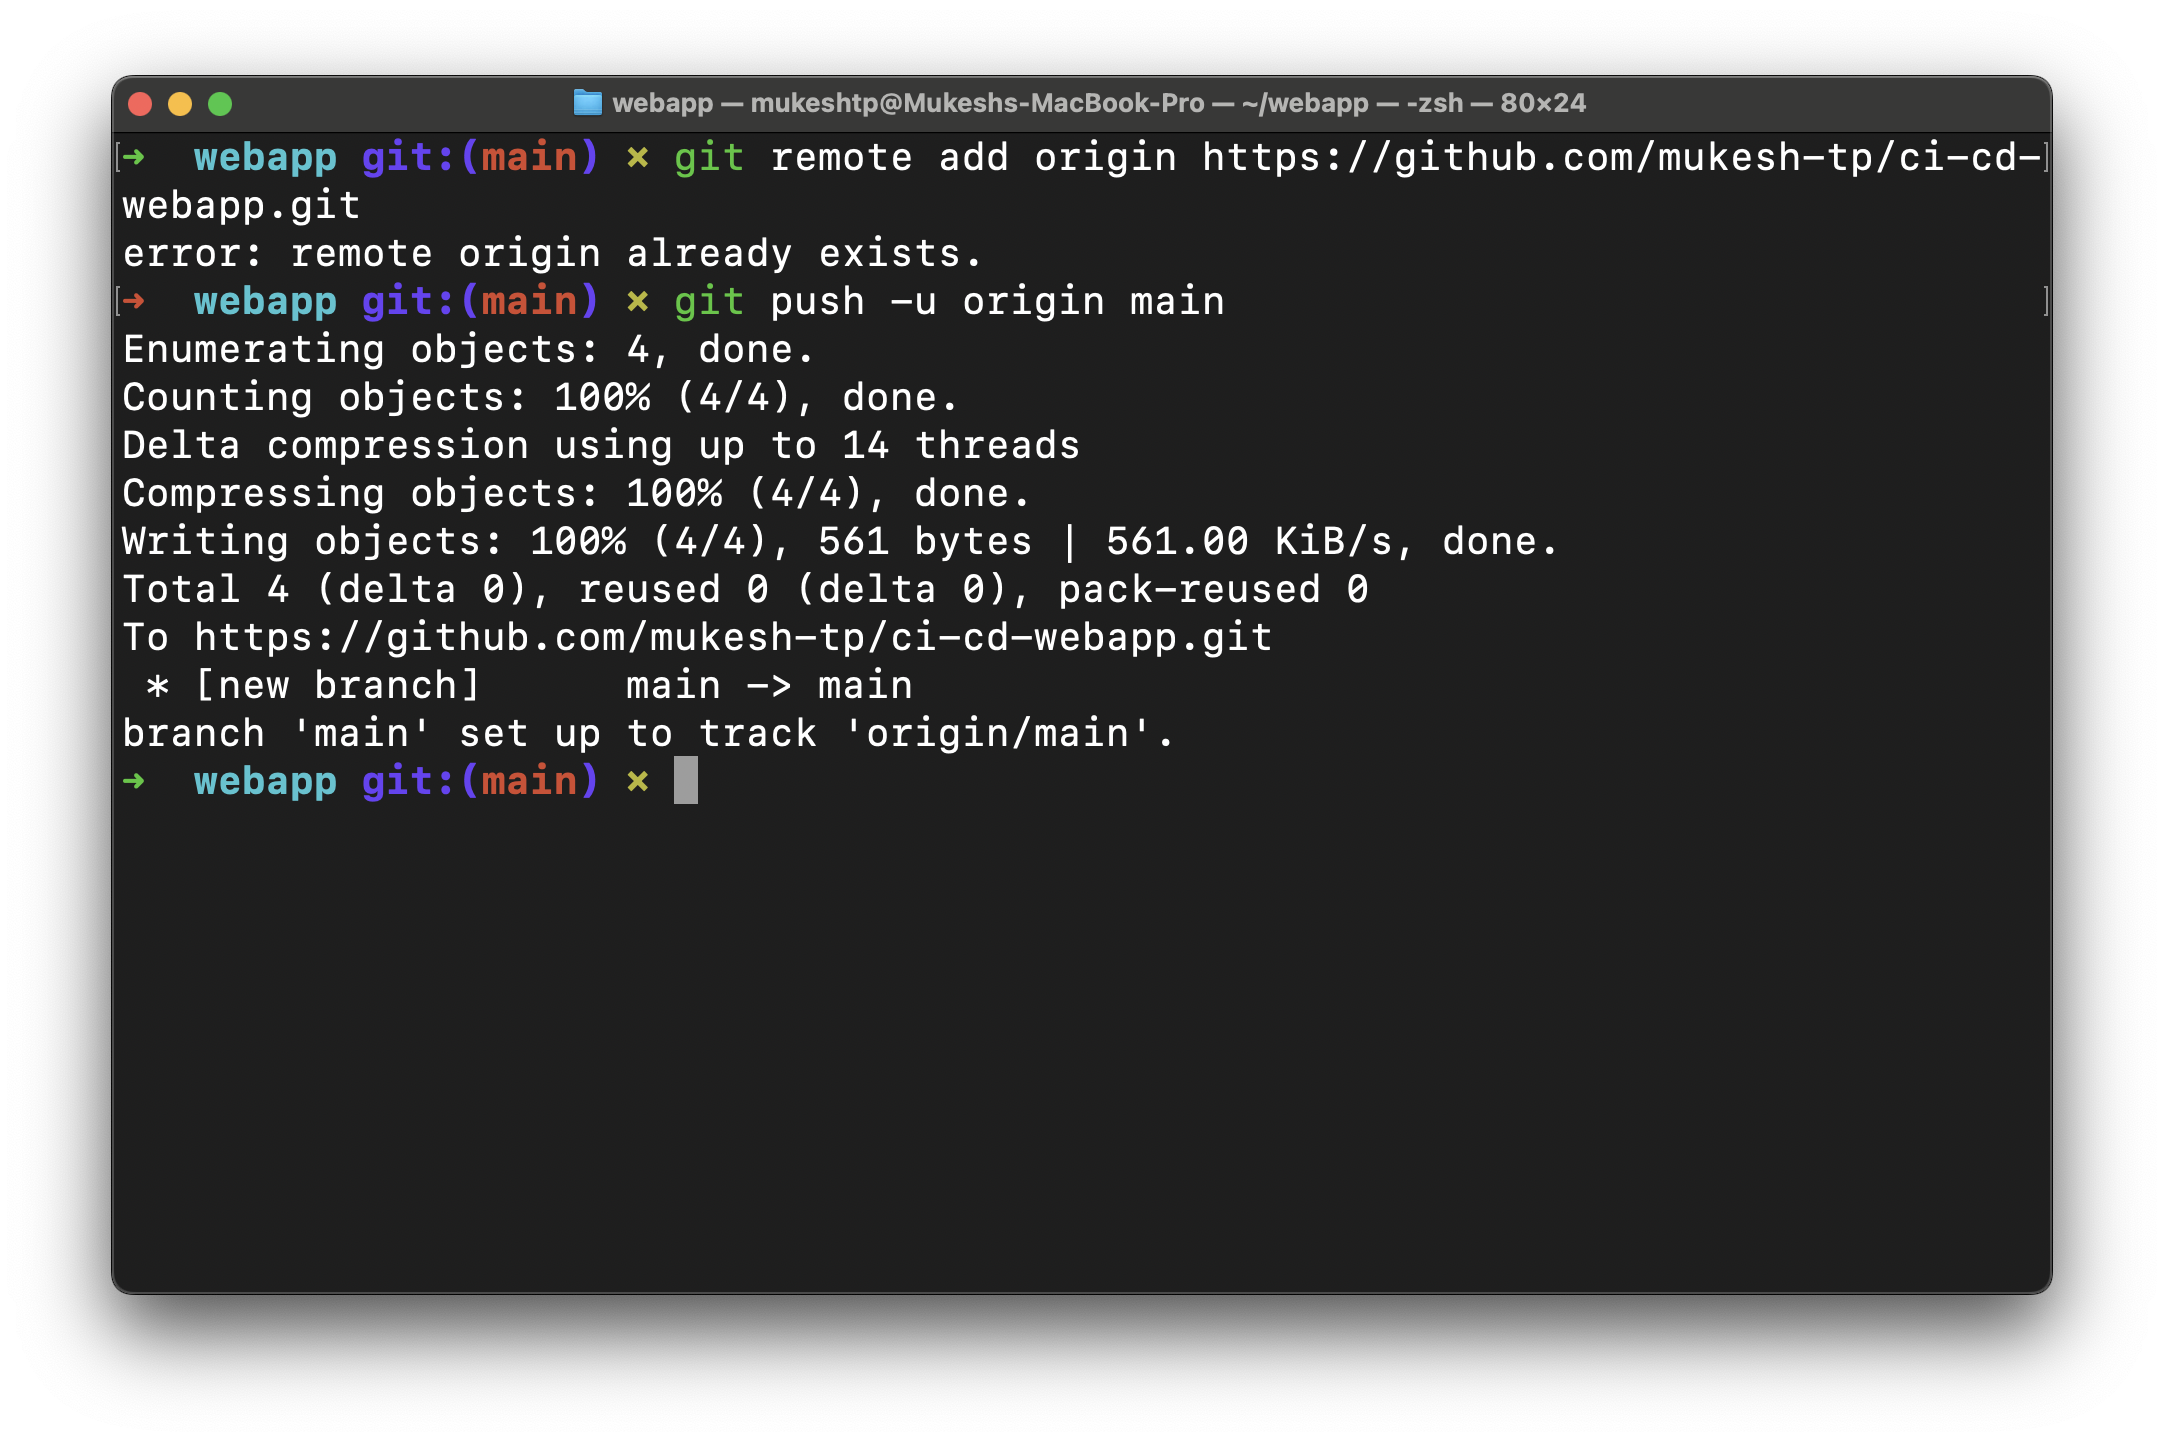 webapp — mukeshtp@Mukeshs-MacBook-Pro — ~/webapp — -zsh — 80×24
[➜  webapp git:(main) ✗ git remote add origin https://github.com/mukesh-tp/ci-cd-]
webapp.git
error: remote origin already exists.
[➜  webapp git:(main) ✗ git push -u origin main ]
Enumerating objects: 4, done.
Counting objects: 100% (4/4), done.
Delta compression using up to 14 threads
Compressing objects: 100% (4/4), done.
Writing objects: 100% (4/4), 561 bytes | 561.00 KiB/s, done.
Total 4 (delta 0), reused 0 (delta 0), pack-reused 0
To https://github.com/mukesh-tp/ci-cd-webapp.git
 * [new branch]      main -> main
branch 'main' set up to track 'origin/main'.
➜  webapp git:(main) ✗